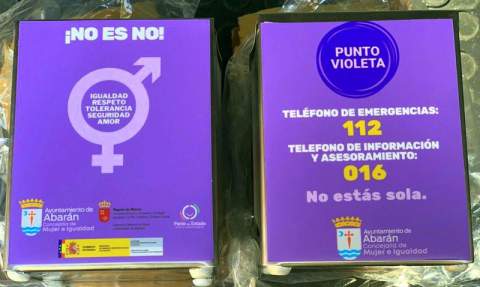 ¡NO ES NO!
IGUALDAD
RESPETO
TOLERANCIA
SEGURIDAD
AMOR
Ayuntamiento de
Abarán
Concejalía de
Mujer e Igualdad
Región de Murcia
PUNTO
VIOLETA
TELÉFONO DE EMERGENCIAS:
112
TELEFONO DE INFORMACIÓN
Y ASESORAMIENTO:
016
No estás sola.
Ayuntamiento de
Abarán
Concejalía de
Mujer e Igualdad